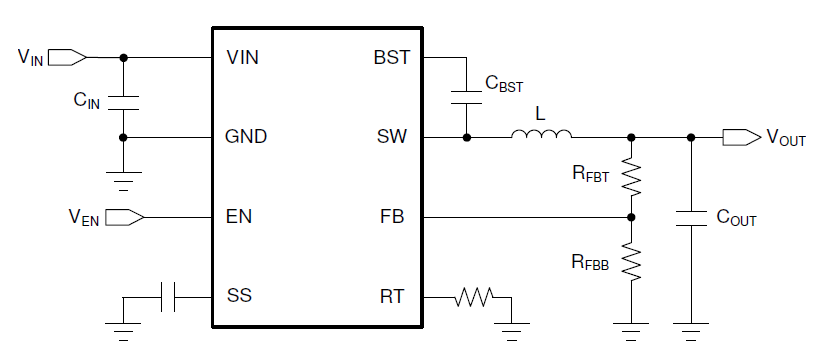 VIN
VIN
BST
CIN
CBST
L
GND
SW
VOUT
RFBT
VEN
EN
FB
COUT
RFBB
SS
RT